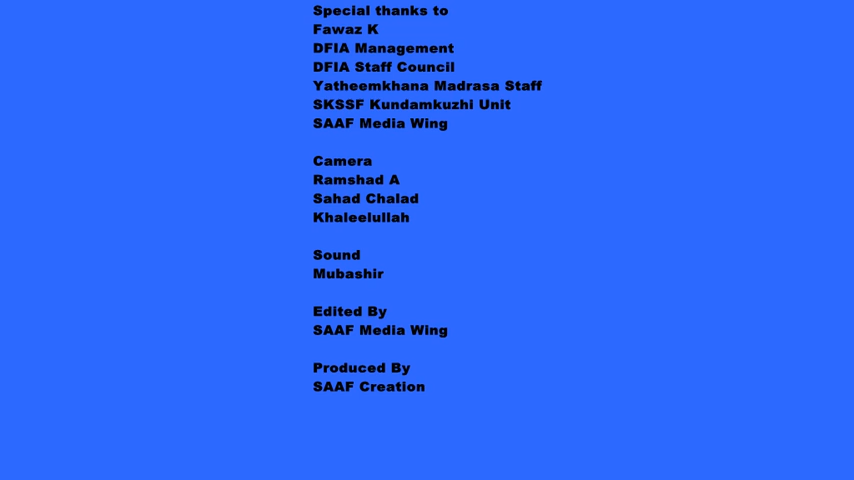 Special thanks to
Fawaz K
DFIA Management
DFIA Staff Council
Yatheemkhana Madrasa Staff
SKSSF Kundamkuzhi Unit
SAAF Media Wing
Camera
Ramshad A
Sahad Chalad
Khaleelullah
Sound
Mubashir
Edited By
SAAF Media Wing
Produced By
SAAF Creation